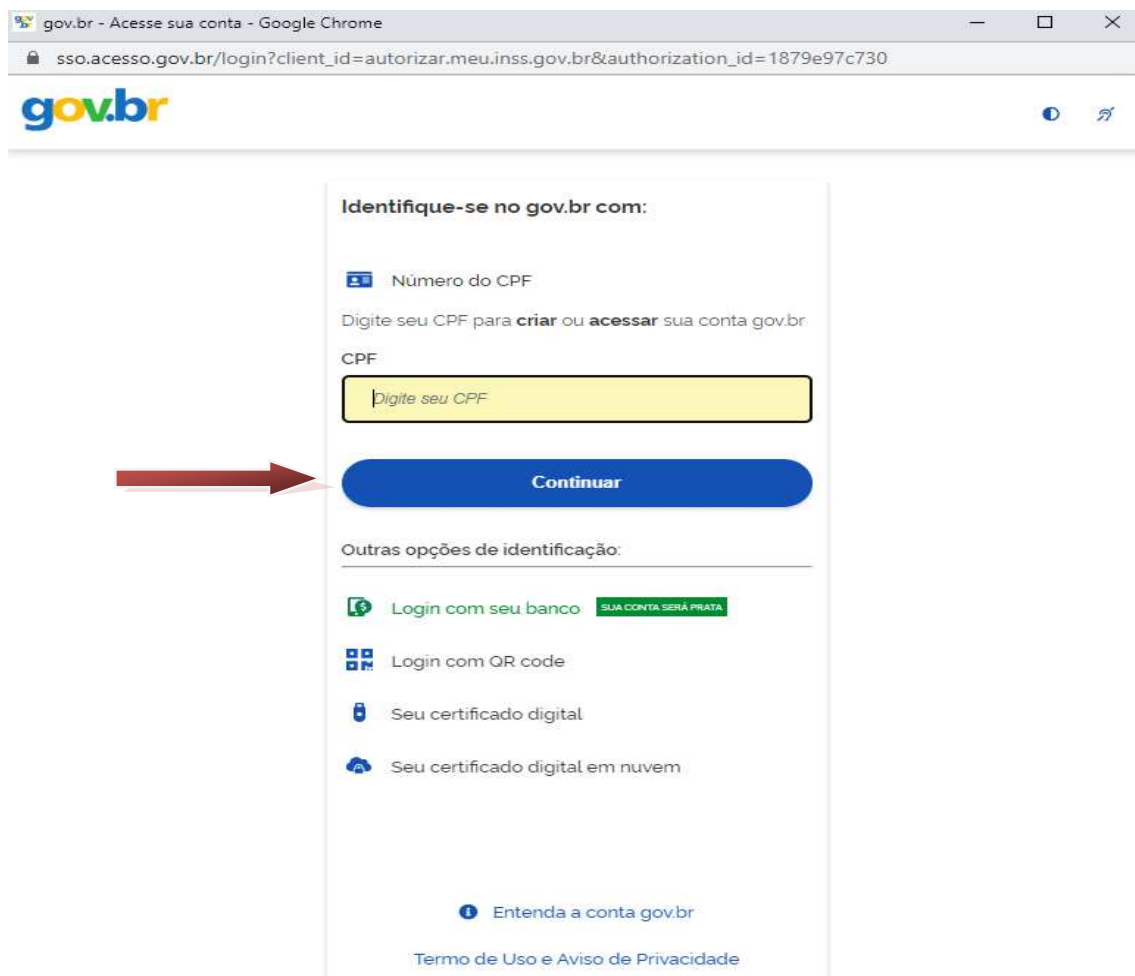 gov.br - Acesse sua conta - Google Chrome
sso.acesso.gov.br/login?client_id=autorizar.meu.inss.gov.br&authorization_id=1879e97c730
gov.br
Identifique-se no gov.br com:
Número do CPF
Digite seu CPF para criar ou acessar sua conta gov.br
CPF
Digite seu CPF
Continuar
Outras opções de identificação:
Login com seu banco SUA CONTA SERÁ PRATA
Login com QR code
Seu certificado digital
Seu certificado digital em nuvem
Entenda a conta gov.br
Termo de Uso e Aviso de Privacidade